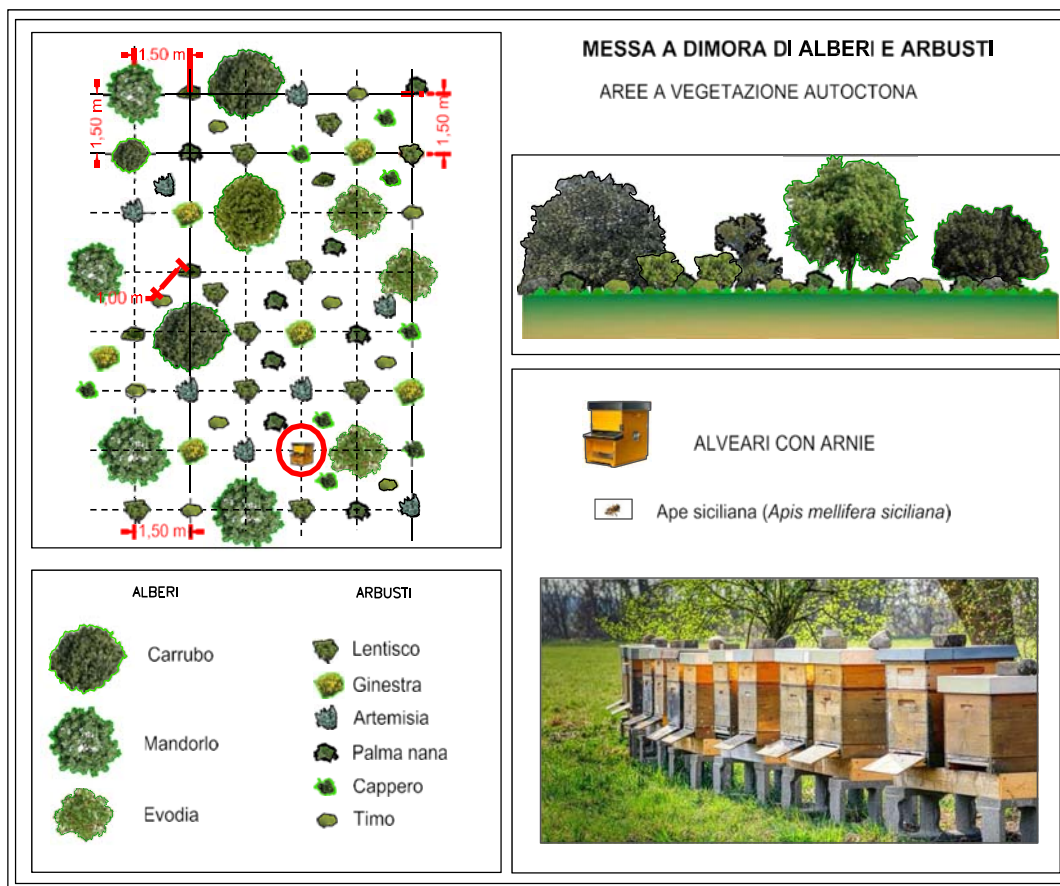 1,50 m
1,50 m
1,50 m
1,00 m
1,50 m
MESSA A DIMORA DI ALBERI E ARBUSTI
AREE A VEGETAZIONE AUTOCTONA
ALVEARI CON ARNIE
Ape siciliana (Apis mellifera siciliana)
ALBERI
Carrubo
Mandorlo
Evodia
ARBUSTI
Lentisco
Ginestra
Artemisia
Palma nana
Cappero
Timo